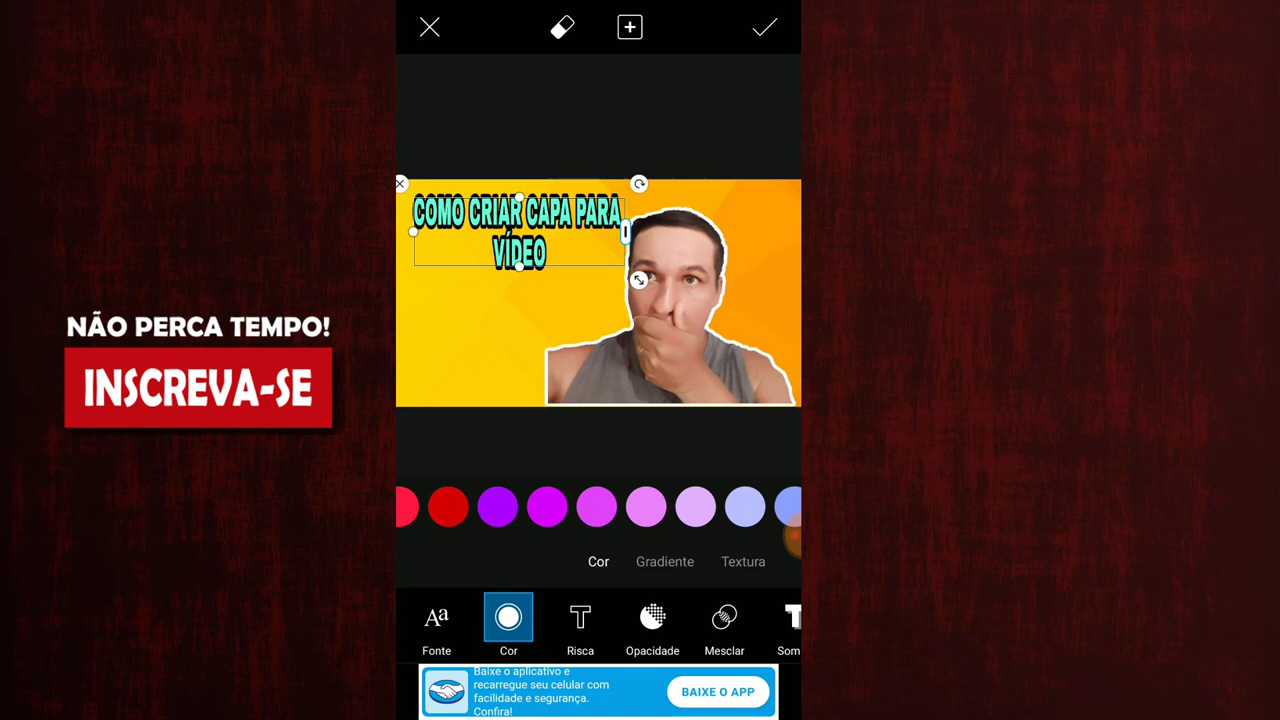 COMO CRIAR CAPA PARA
VÍDEO
NÃO PERCA TEMPO!
INSCREVA-SE
Cor
Gradiente
Textura
Aa
Fonte
Cor
Risca
Opacidade
Mesclar
Som
Baixe o aplicativo e
recarregue seu celular com
facilidade e segurança.
Confira!
BAIXE O APP